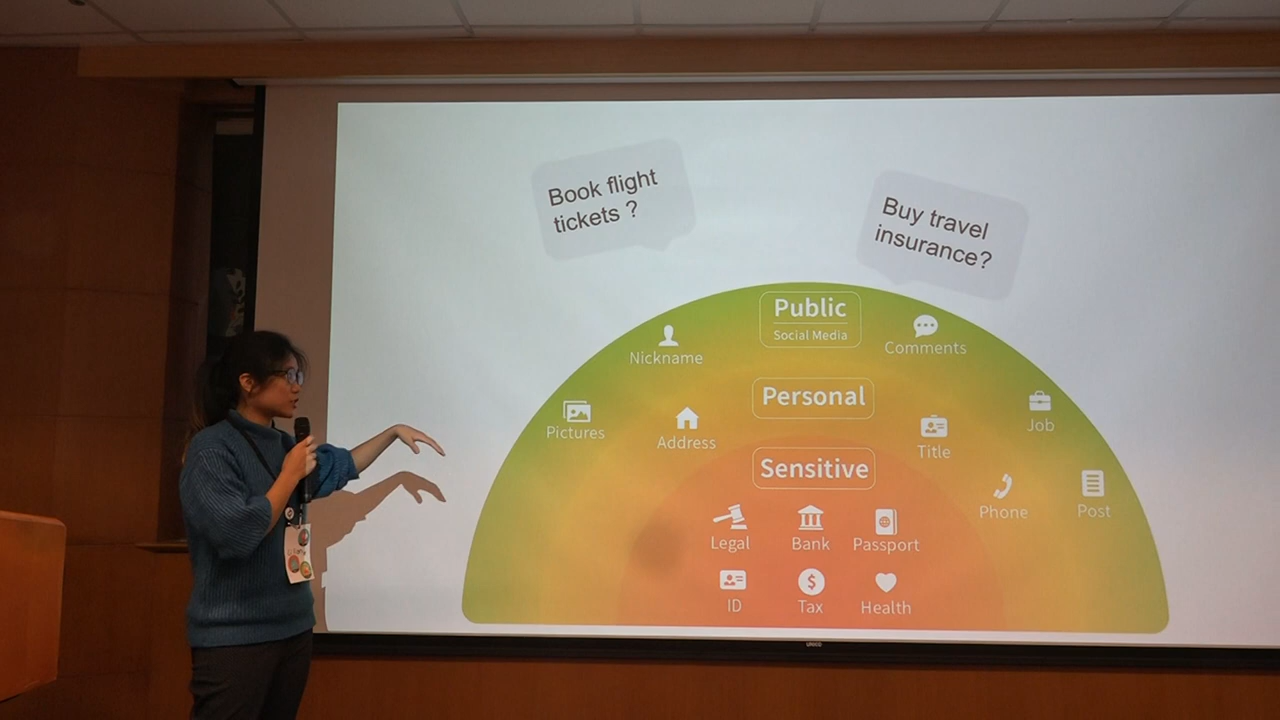 Book flight
tickets ?
Buy travel
insurance?
Public
Social Media
Nickname
Comments
Personal
Pictures
Address
Title
Job
Sensitive
Phone
Post
Legal
Bank
Passport
ID
Tax
Health